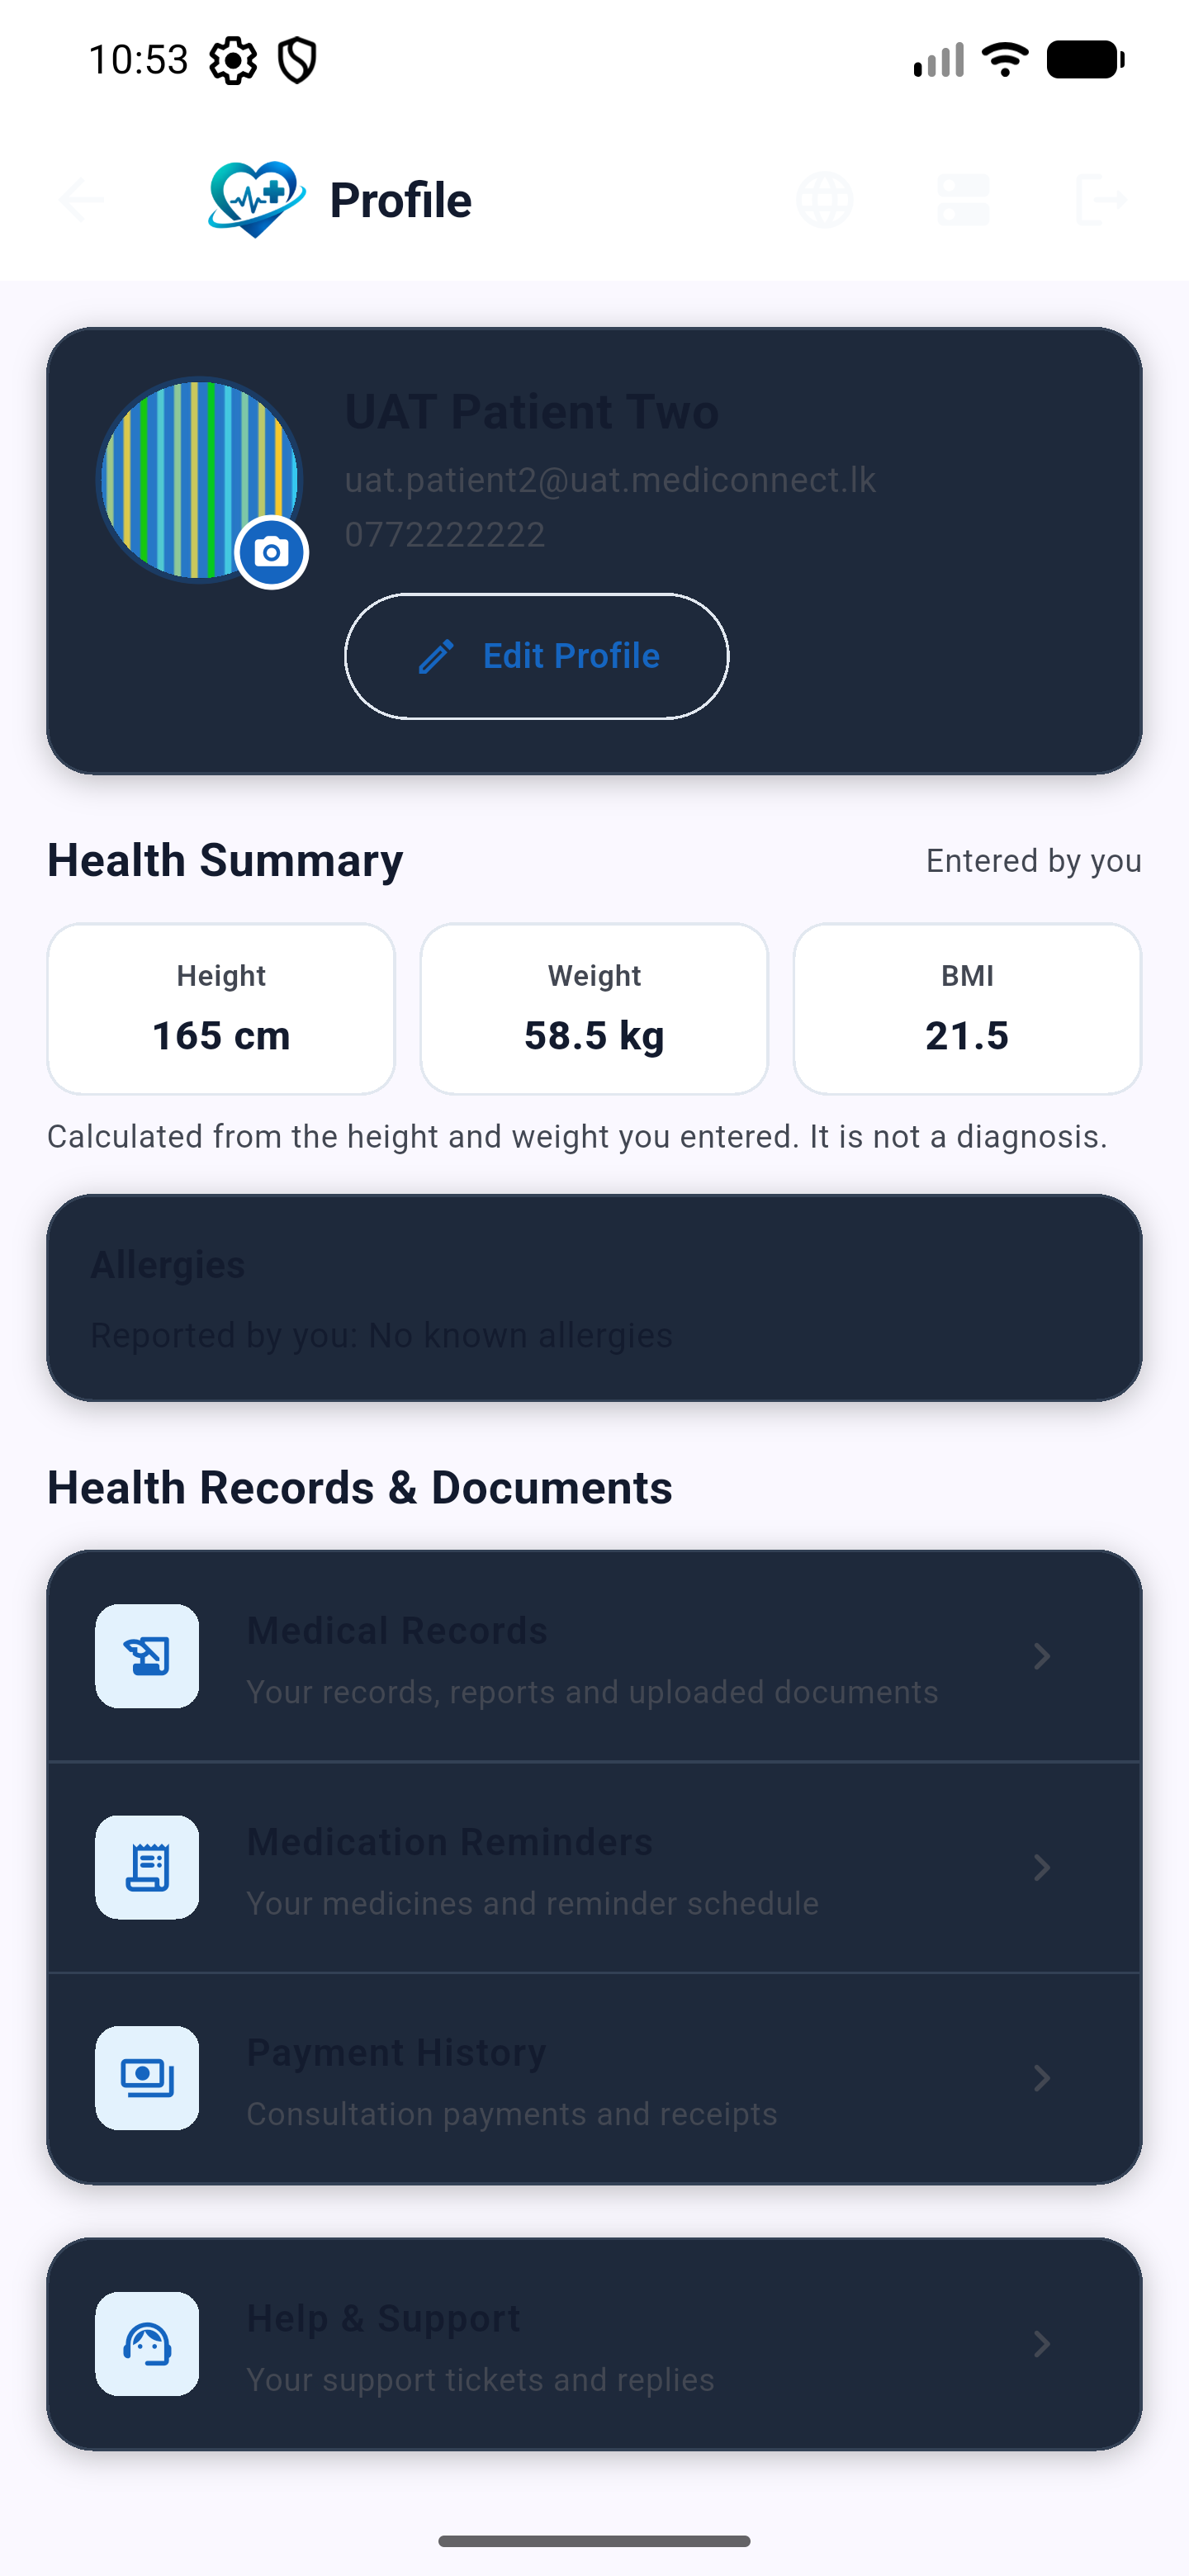 10:53
Profile
UAT Patient Two
uat.patient2@uat.mediconnect.lk
0772222222
Edit Profile
Health Summary
Entered by you
Height
165 cm
Weight
58.5 kg
BMI
21.5
Calculated from the height and weight you entered. It is not a diagnosis.
Allergies
Reported by you: No known allergies
Health Records & Documents
Medical Records
Your records, reports and uploaded documents
Medication Reminders
Your medicines and reminder schedule
Payment History
Consultation payments and receipts
Help & Support
Your support tickets and replies